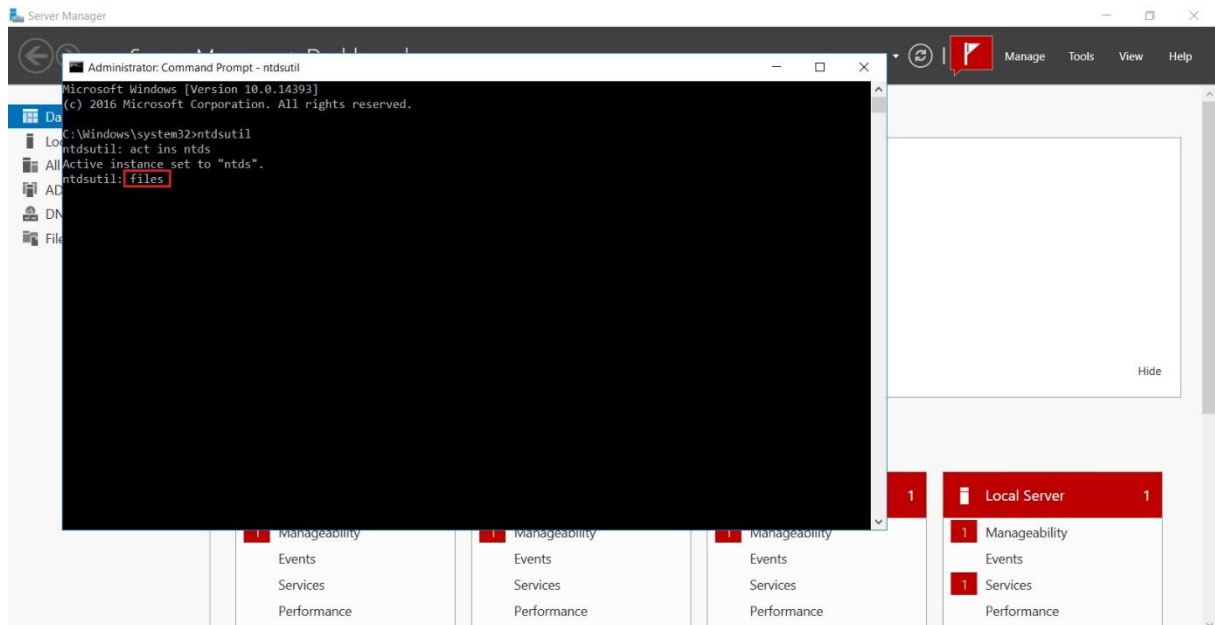 Server Manager
Manage Tools View Help
Administrator: Command Prompt - ntdsutil
Microsoft Windows [Version 10.0.14393]
(c) 2016 Microsoft Corporation. All rights reserved.
C:\Windows\system32>ntdsutil
ntdsutil: act ins ntds
Active instance set to "ntds".
ntdsutil: files
Hide
1
Local Server 1
1 Manageability
Events
Services
Performance
1 Manageability
Events
Services
Performance
1 Manageability
Events
Services
Performance
1 Manageability
Events
1 Services
Performance